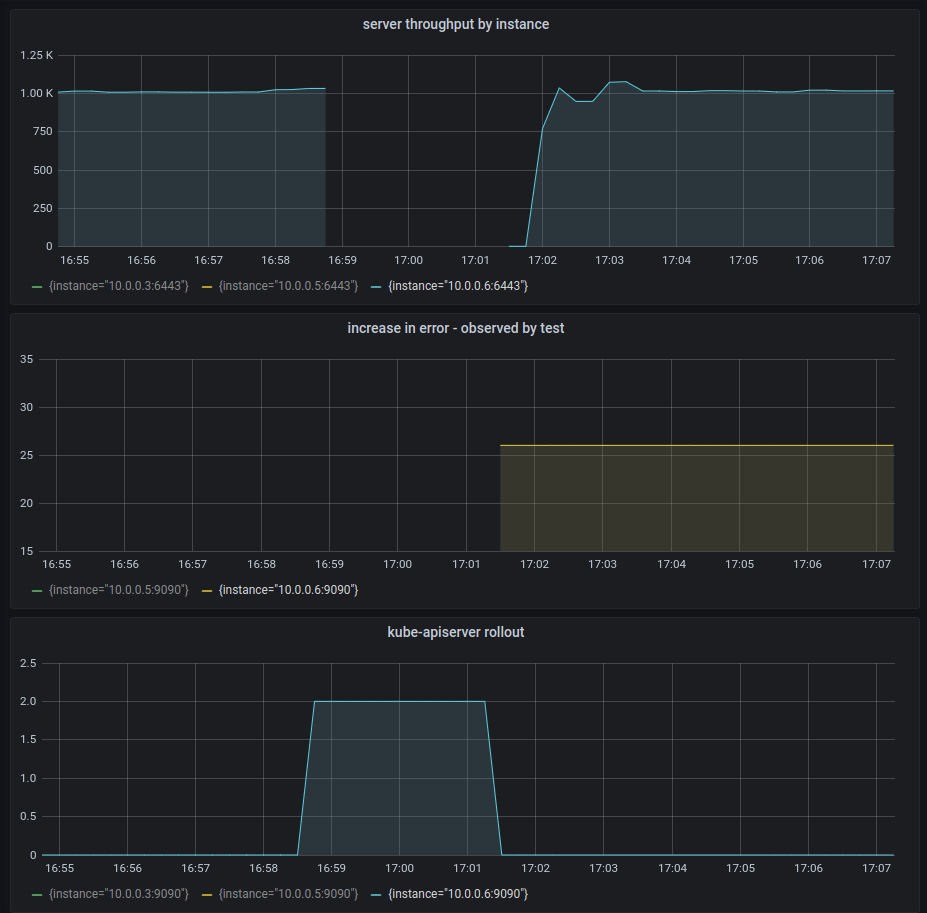 server throughput by instance
1.25 K
1.00 K
750
500
250
0
16:55 16:56 16:57 16:58 16:59 17:00 17:01 17:02 17:03 17:04 17:05 17:06 17:07
{instance="10.0.0.3:6443"} {instance="10.0.0.5:6443"} {instance="10.0.0.6:6443"}
increase in error - observed by test
35
30
25
20
15
16:55 16:56 16:57 16:58 16:59 17:00 17:01 17:02 17:03 17:04 17:05 17:06 17:07
{instance="10.0.0.5:9090"} {instance="10.0.0.6:9090"}
kube-apiserver rollout
2.5
2.0
1.5
1.0
0.5
0
16:55 16:56 16:57 16:58 16:59 17:00 17:01 17:02 17:03 17:04 17:05 17:06 17:07
{instance="10.0.0.3:9090"} {instance="10.0.0.5:9090"} {instance="10.0.0.6:9090"}